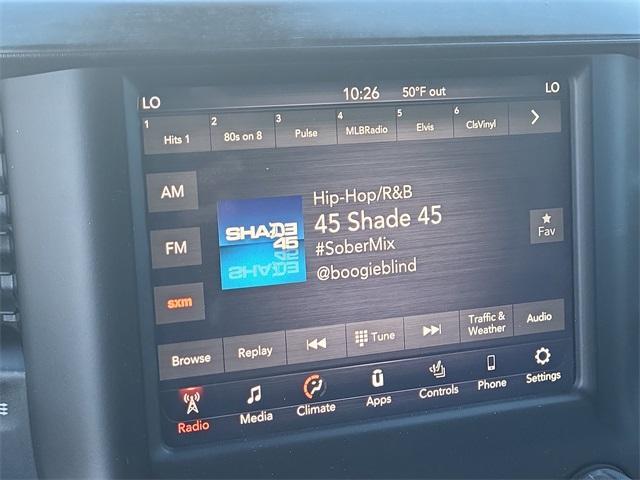 LO 10:26 50°F out LO
1 Hits 1 2 80s on 8 3 Pulse 4 MLBRadio 5 Elvis 6 ClsVinyl
AM
FM
sxm
SHADE
45
Hip-Hop/R&B
45 Shade 45
#SoberMix
@boogieblind
Fav
Browse Replay Tune Traffic & Weather Audio
Radio Media Climate Apps Controls Phone Settings